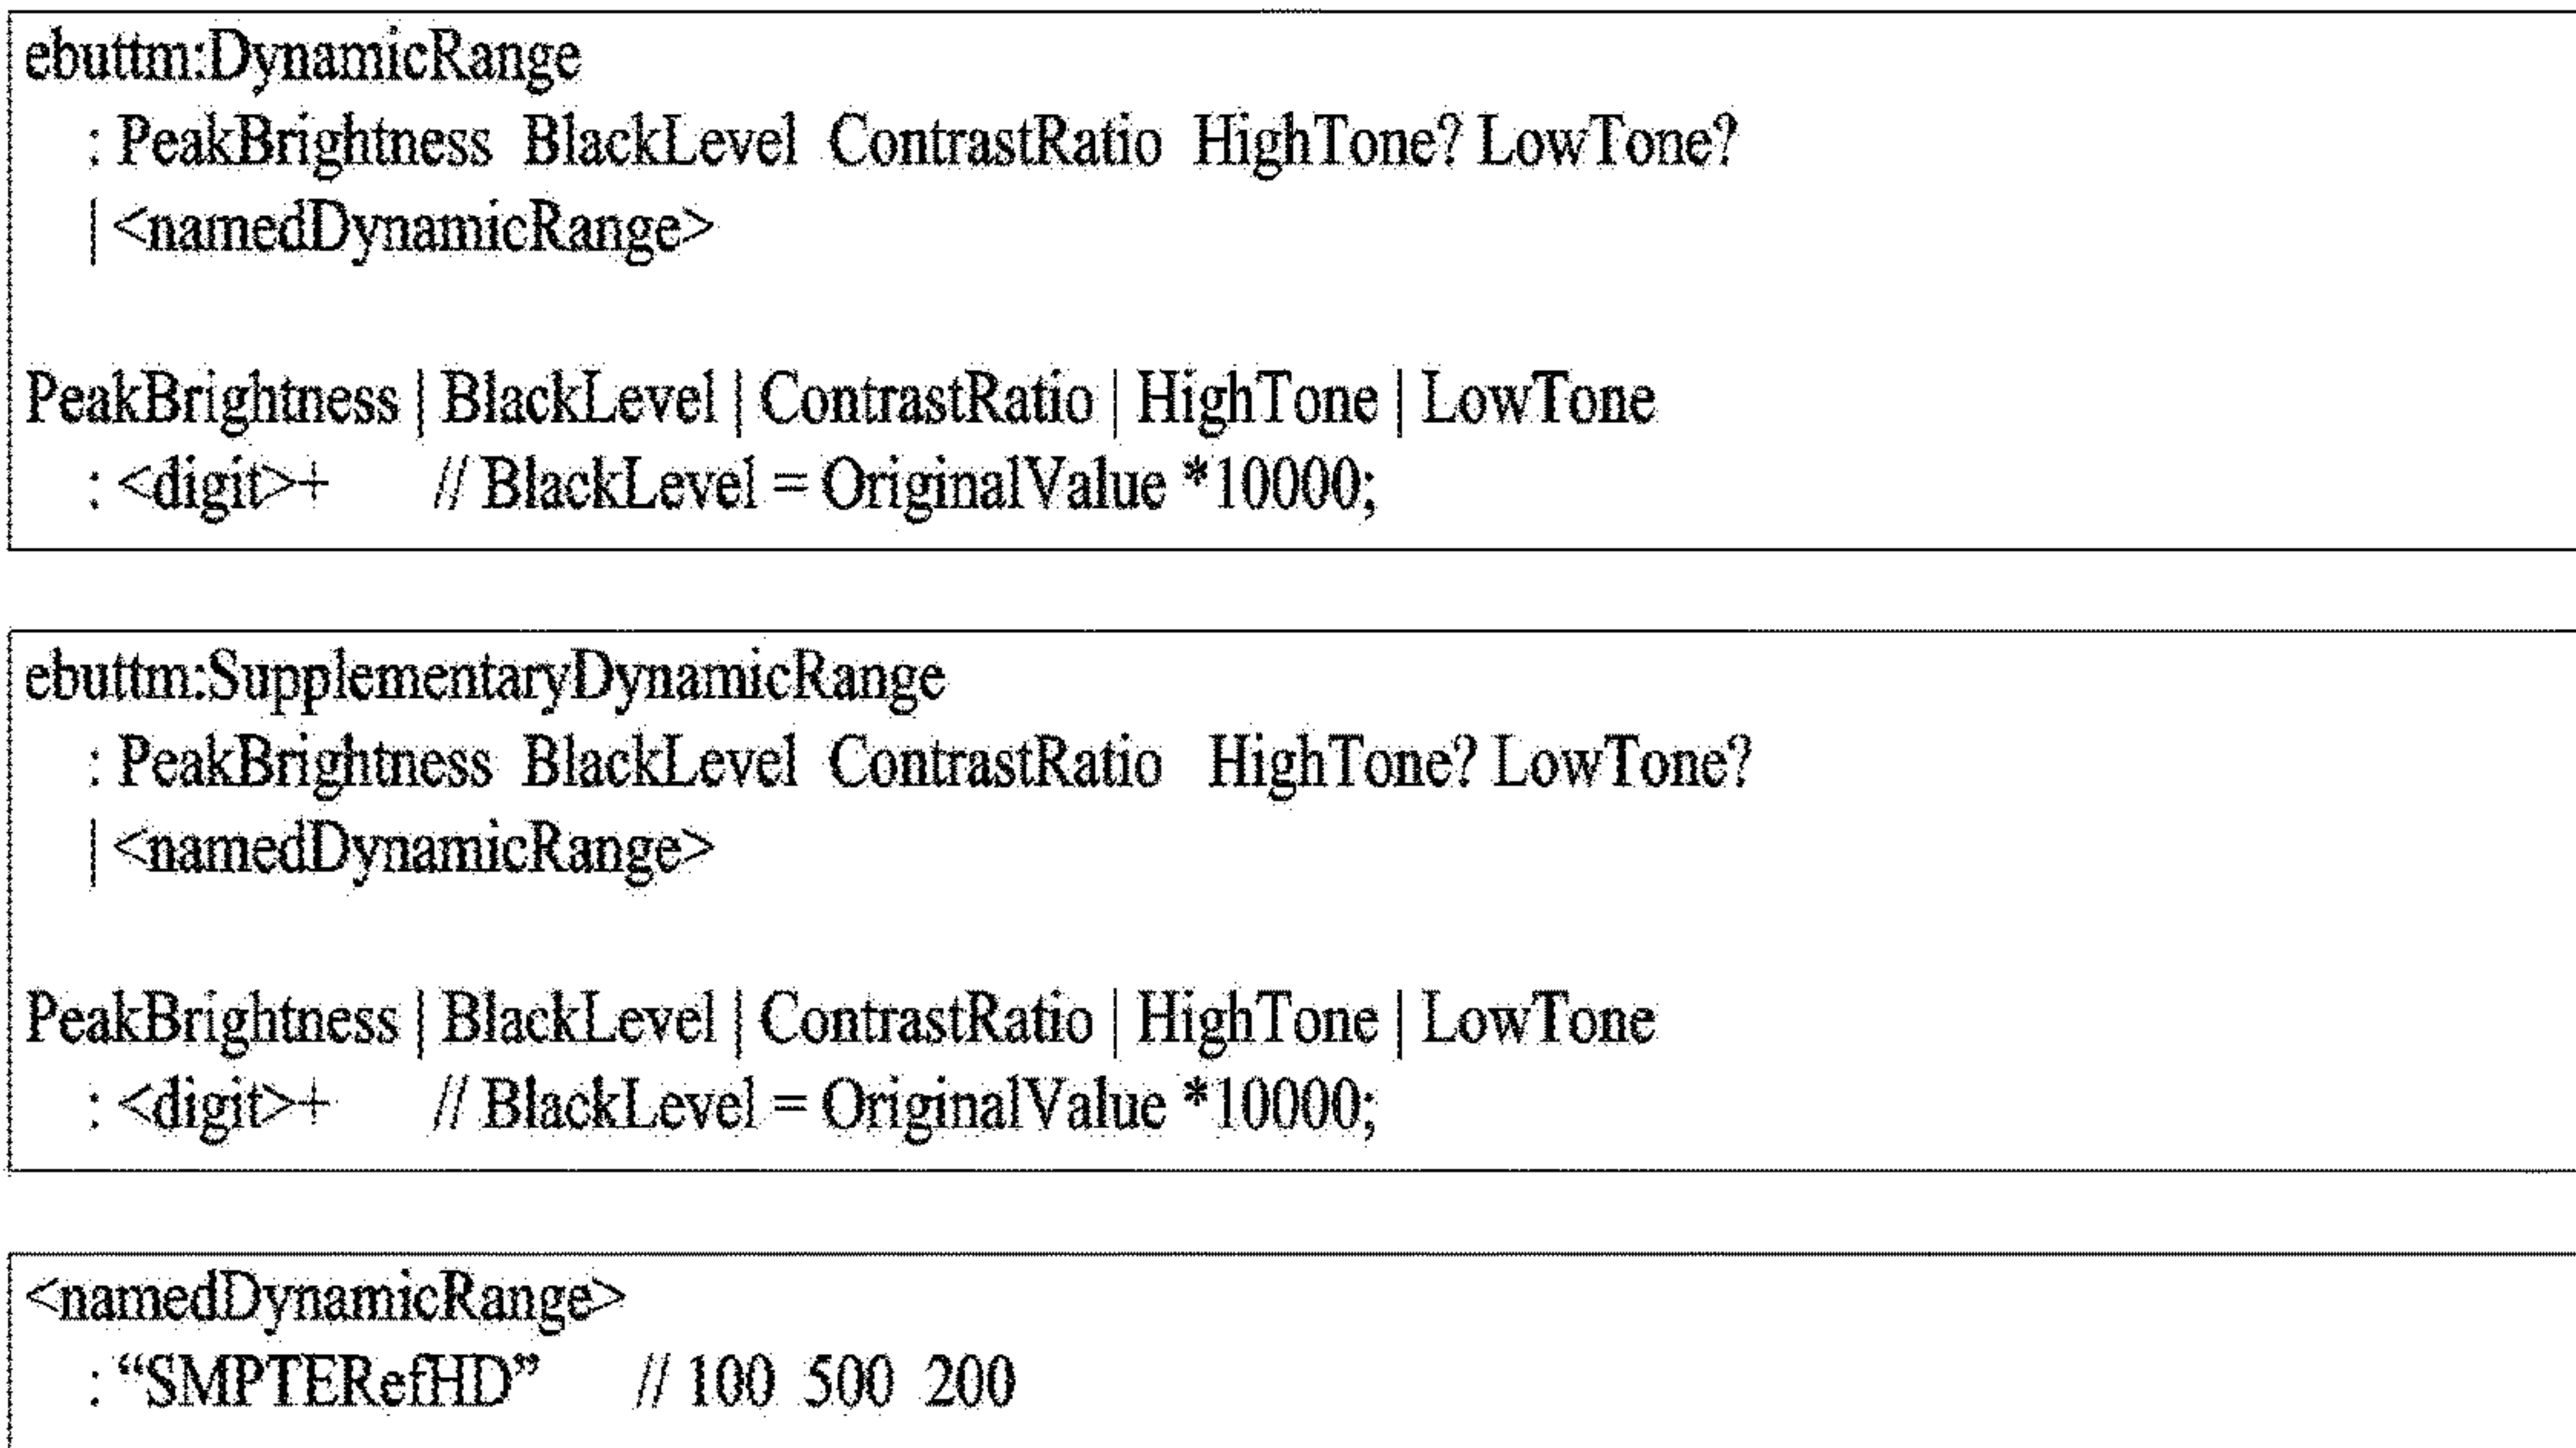 ebuttm:DynamicRange
: PeakBrightness BlackLevel ContrastRatio HighTone? LowTone?
| <namedDynamicRange>
PeakBrightness | BlackLevel | ContrastRatio | HighTone | LowTone
: <digit>+ // BlackLevel = OriginalValue *10000;
ebuttm:SupplementaryDynamicRange
: PeakBrightness BlackLevel ContrastRatio HighTone? LowTone?
| <namedDynamicRange>
PeakBrightness | BlackLevel | ContrastRatio | HighTone | LowTone
: <digit>+ // BlackLevel = OriginalValue *10000;
<namedDynamicRange>
: “SMPTERefHD” // 100 500 200